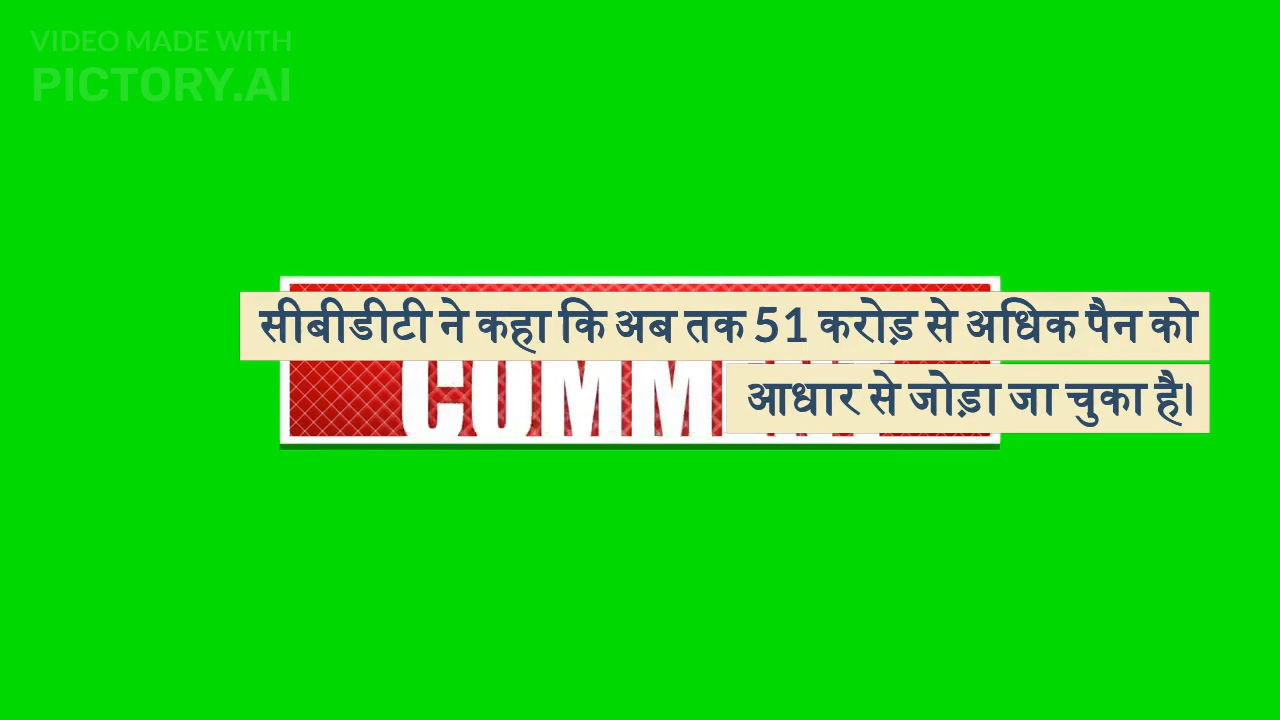 VIDEO MADE WITH
PICTORY.AI
सीबीडीटी ने कहा कि अब तक 51 करोड़ से अधिक पैन को
आधार से जोड़ा जा चुका है।